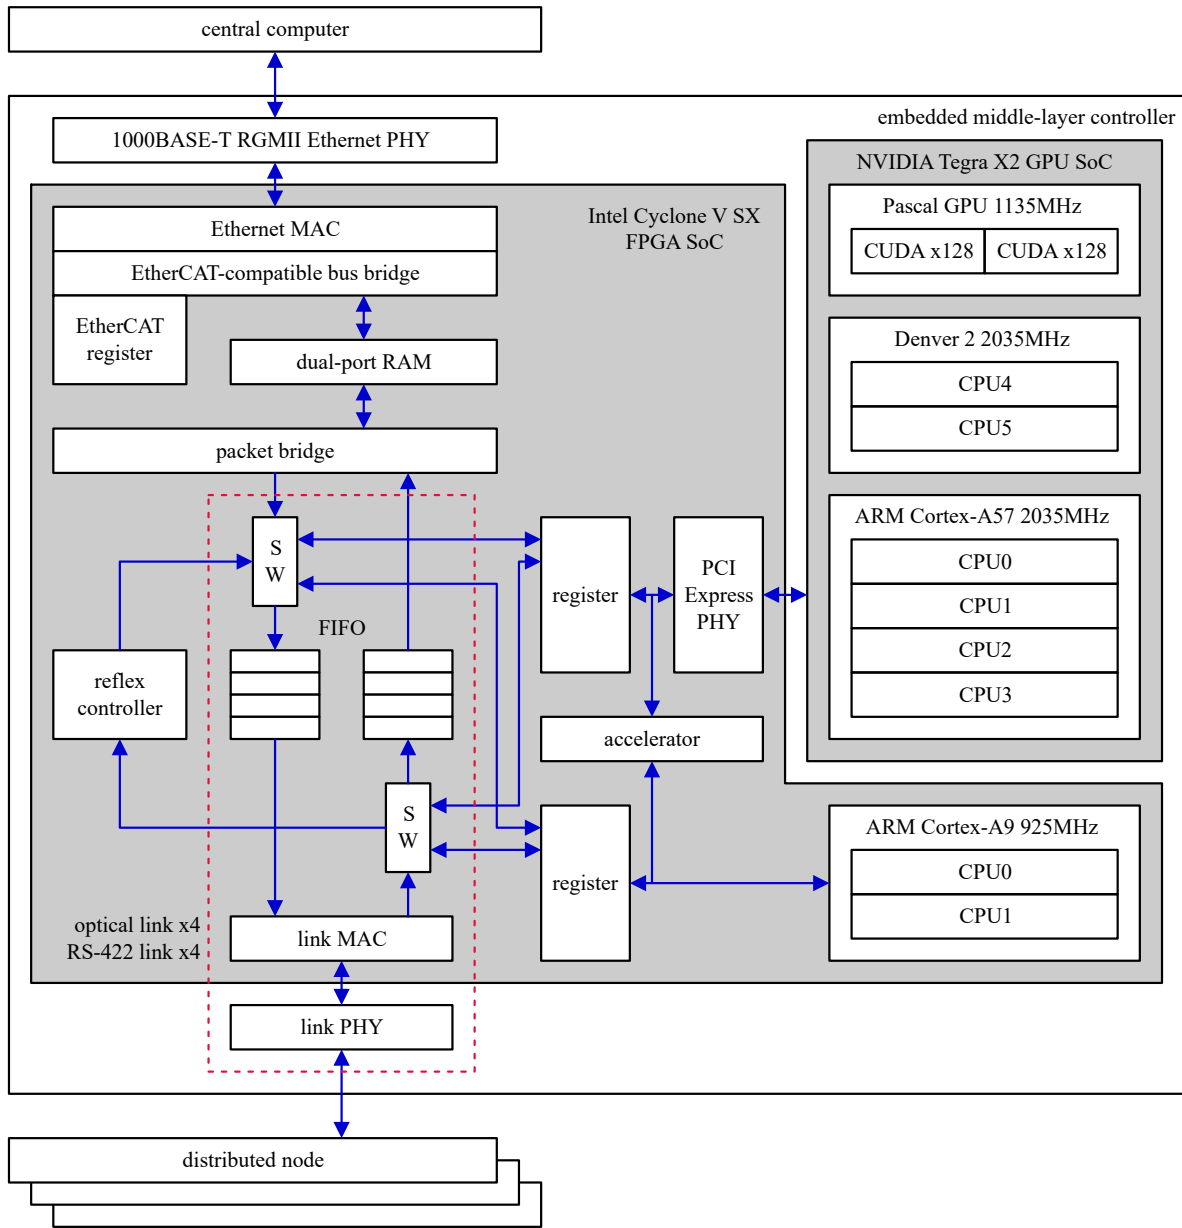 central computer
embedded middle-layer controller
1000BASE-T RGMII Ethernet PHY
NVIDIA Tegra X2 GPU SoC
Pascal GPU 1135MHz
CUDA x128
CUDA x128
Intel Cyclone V SX
FPGA SoC
Ethernet MAC
EtherCAT-compatible bus bridge
EtherCAT
register
dual-port RAM
Denver 2 2035MHz
CPU4
CPU5
packet bridge
ARM Cortex-A57 2035MHz
CPU0
CPU1
CPU2
CPU3
S
W
register
PCI
Express
PHY
FIFO
reflex
controller
accelerator
S
W
register
ARM Cortex-A9 925MHz
CPU0
CPU1
optical link x4
RS-422 link x4
link MAC
link PHY
distributed node